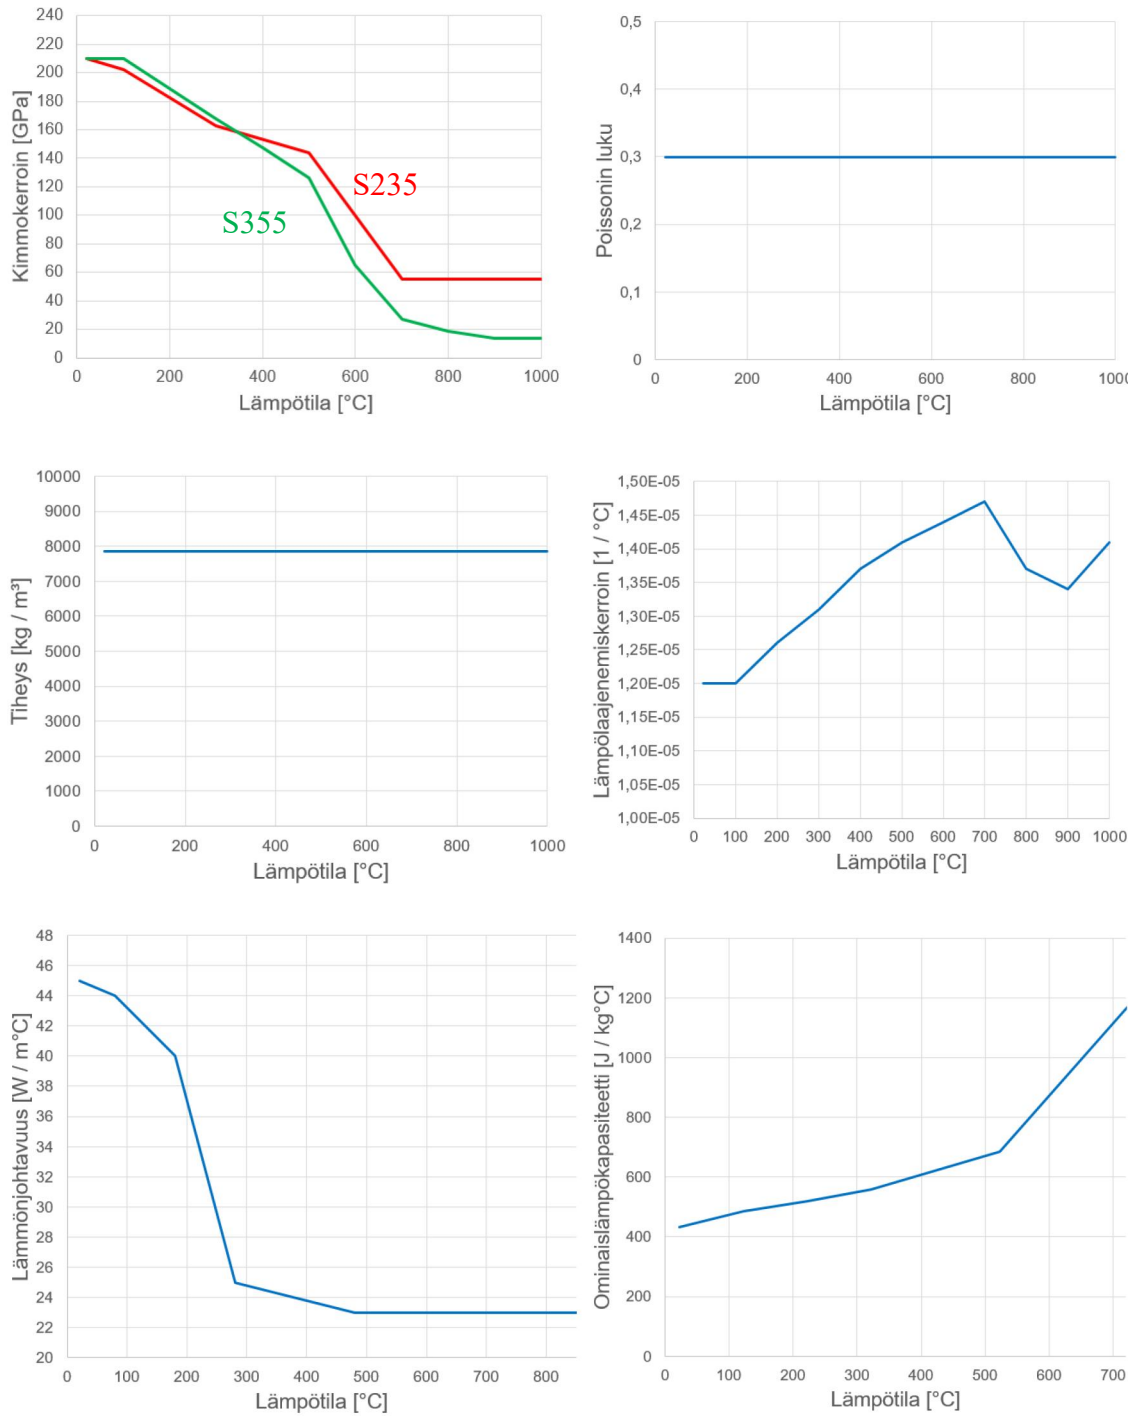 240
220
200
180
160
140
120
100
80
60
40
20
0
Kimmokerroin [GPa]
S235
S355
0 200 400 600 800 1000
Lämpötila [°C]
0,5
0,4
0,3
0,2
0,1
0
Poissonin luku
0 200 400 600 800 1000
Lämpötila [°C]
10000
9000
8000
7000
6000
5000
4000
3000
2000
1000
0
Tiheys [kg / m³]
0 200 400 600 800 1000
Lämpötila [°C]
1,50E-05
1,45E-05
1,40E-05
1,35E-05
1,30E-05
1,25E-05
1,20E-05
1,15E-05
1,10E-05
1,05E-05
1,00E-05
Lämpölaajenemiskerroin [1 / °C]
0 100 200 300 400 500 600 700 800 900 1000
Lämpötila [°C]
48
46
44
42
40
38
36
34
32
30
28
26
24
22
20
Lämmönjohtavuus [W / m°C]
0 100 200 300 400 500 600 700 800
Lämpötila [°C]
1400
1200
1000
800
600
400
200
0
Ominaislämpökapasiteetti [J / kg°C]
0 100 200 300 400 500 600 700
Lämpötila [°C]